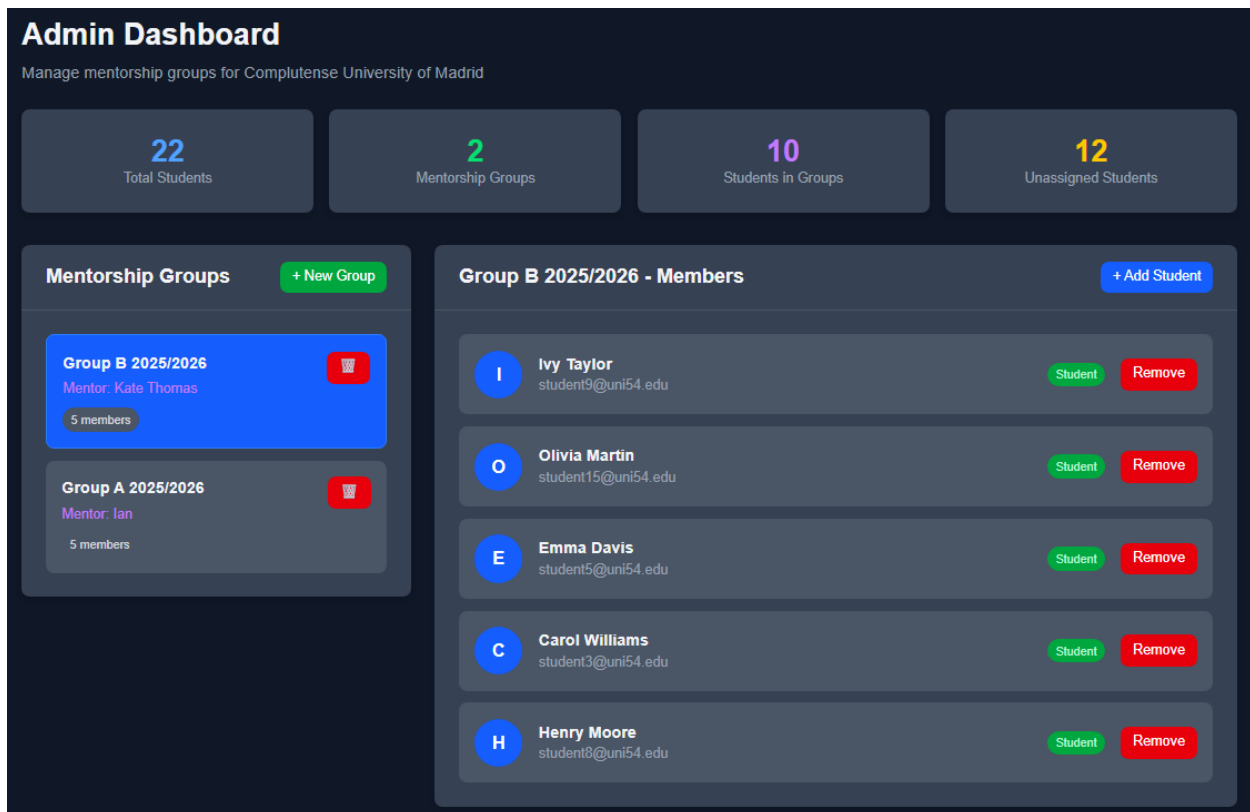 Admin Dashboard
Manage mentorship groups for Complutense University of Madrid
22
Total Students
2
Mentorship Groups
10
Students in Groups
12
Unassigned Students
Mentorship Groups
+ New Group
Group B 2025/2026
Mentor: Kate Thomas
5 members
Group A 2025/2026
Mentor: Ian
5 members
Group B 2025/2026 - Members
+ Add Student
I
Ivy Taylor
student9@uni54.edu
Student
Remove
O
Olivia Martin
student15@uni54.edu
Student
Remove
E
Emma Davis
student5@uni54.edu
Student
Remove
C
Carol Williams
student3@uni54.edu
Student
Remove
H
Henry Moore
student8@uni54.edu
Student
Remove